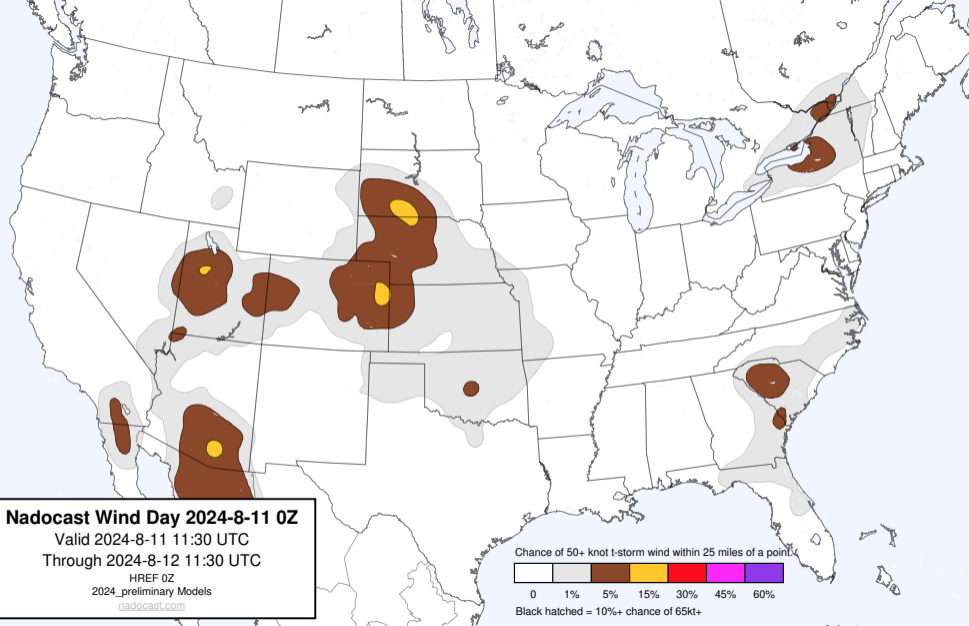 Nadocast Wind Day 2024-8-11 0Z
Valid 2024-8-11 11:30 UTC
Through 2024-8-12 11:30 UTC
HREF 0Z
2024_preliminary Models
nadocast.com
Chance of 50+ knot t-storm wind within 25 miles of a point.
0 1% 5% 15% 30% 45% 60%
Black hatched = 10%+ chance of 65kt+